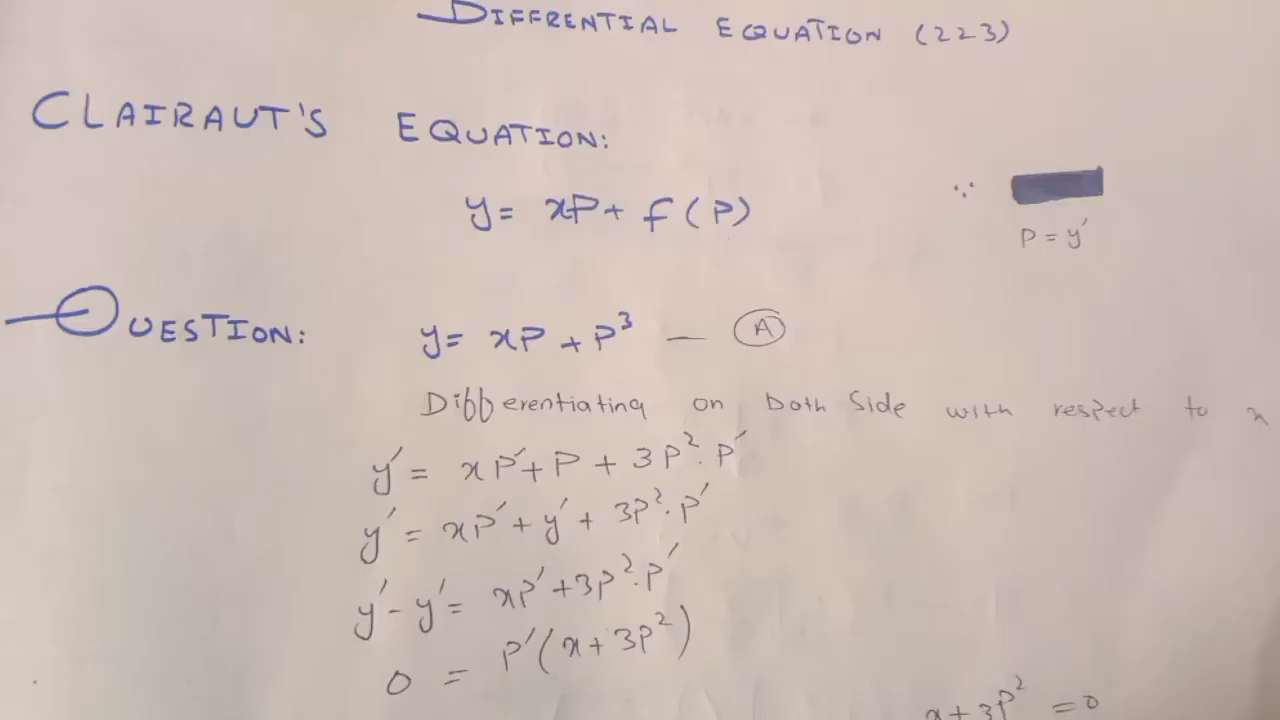 DIFFRENTIAL EQUATION (223)
CLAIRAUT'S EQUATION:
y = xP + f(P)
∵
P = y′
QUESTION: y = xP + P³ — Ⓐ
Differentiating on both Side with respect to x
y′ = xP′ + P + 3P²·P′
y′ = xP′ + y′ + 3P²·P′
y′ - y′ = xP′ + 3P²·P′
0 = P′(x + 3P²)
x + 3P² = 0